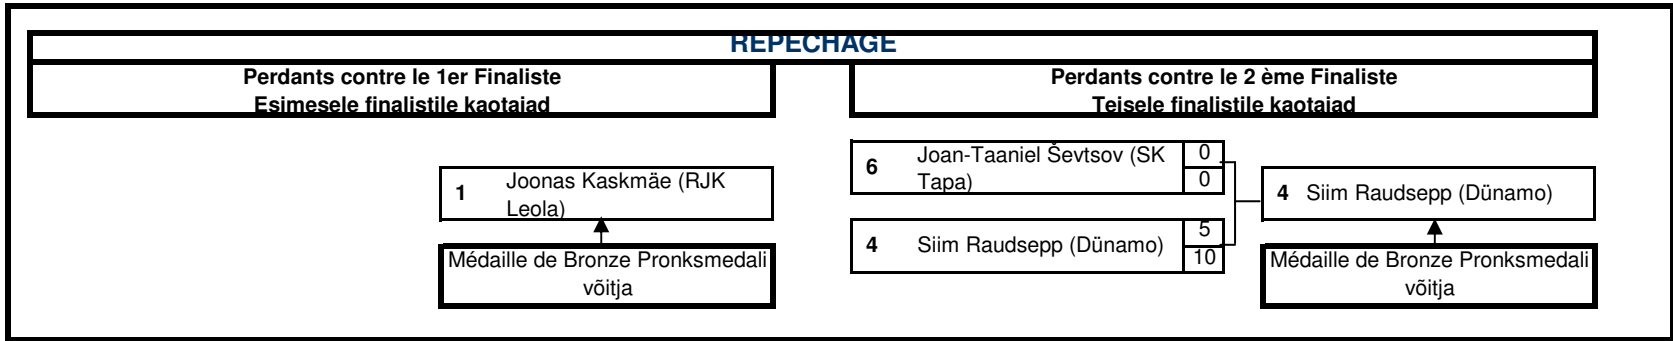 REPECHAGE
Perdants contre le 1er Finaliste
Esimesele finalistile kaotajad
Perdants contre le 2 ème Finaliste
Teisele finalistile kaotajad
1
Joonas Kaskmäe (RJK
Leola)
Médaille de Bronze Pronksmedali
võitja
6
Joan-Taaniel Ševtsov (SK
Tapa)
0
0
4
Siim Raudsepp (Dünamo)
5
10
4 Siim Raudsepp (Dünamo)
Médaille de Bronze Pronksmedali
võitja